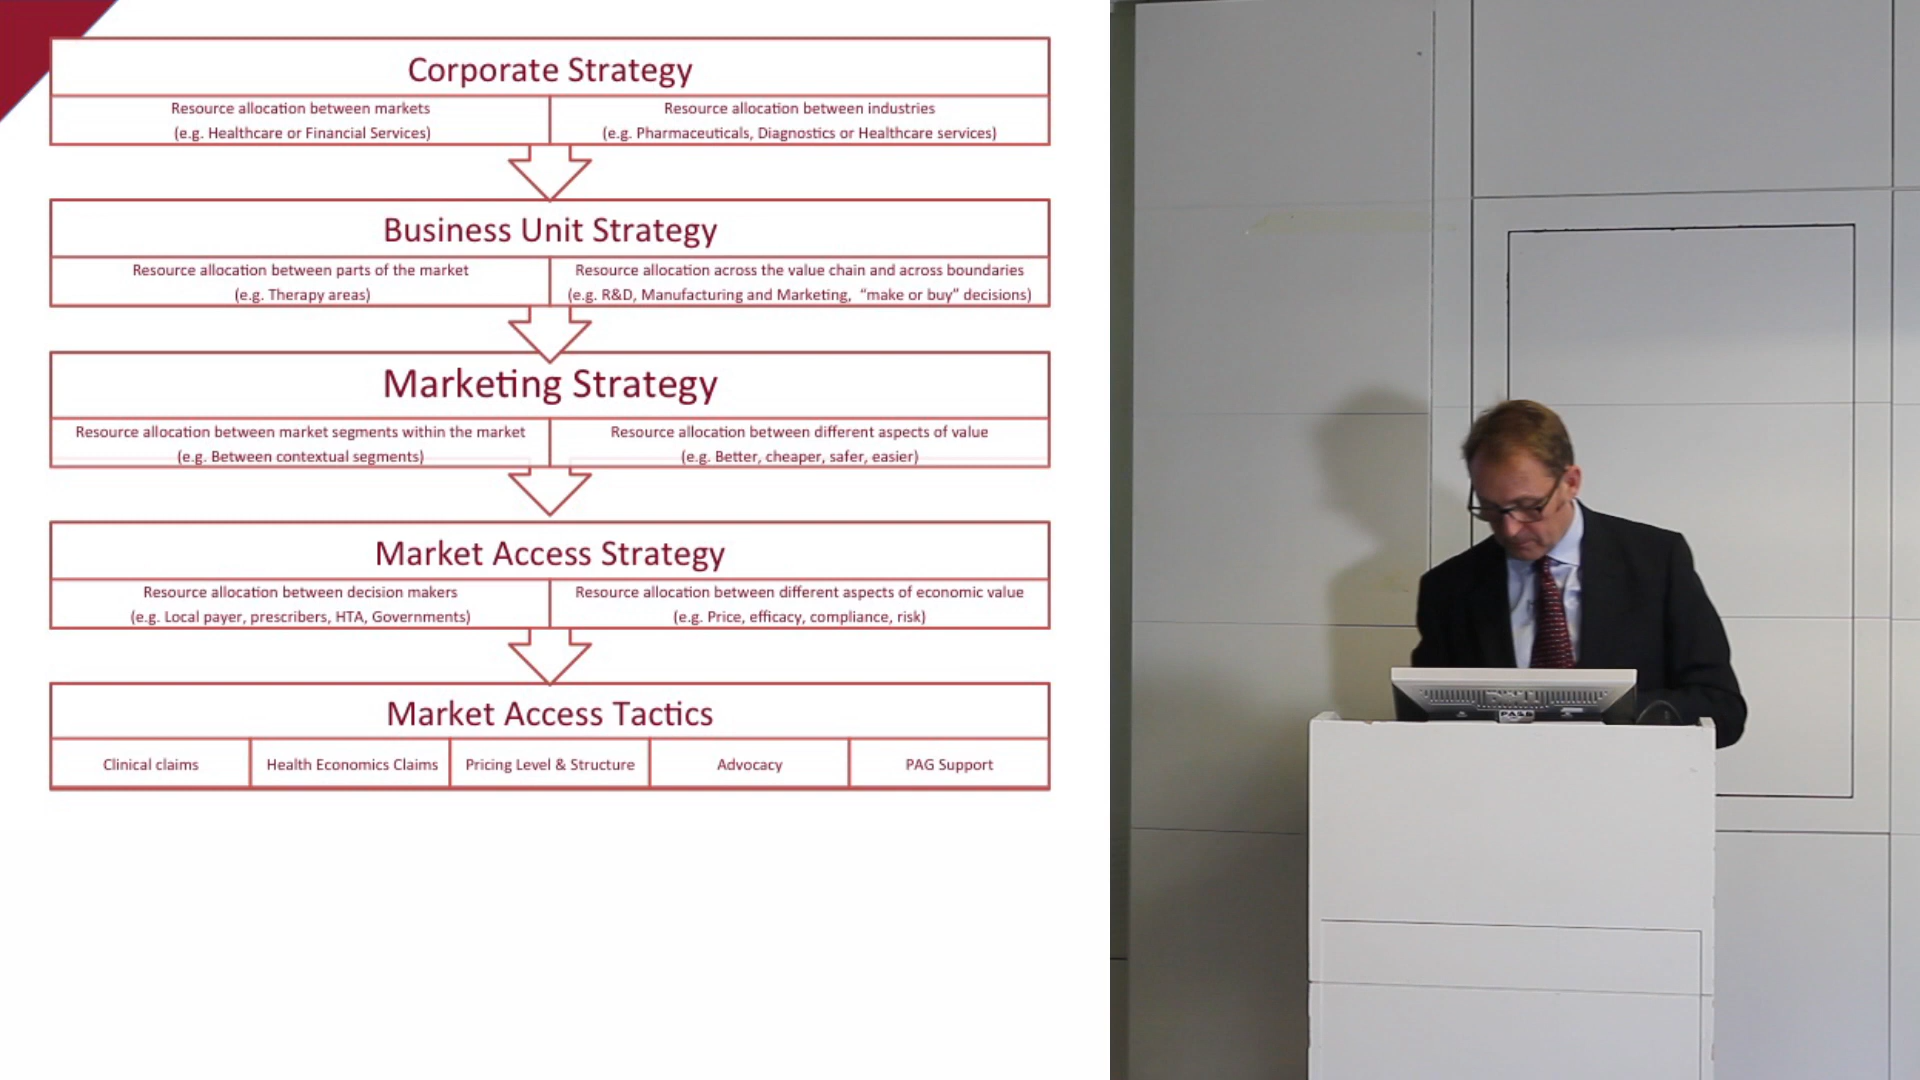 Corporate Strategy
Resource allocation between markets
(e.g. Healthcare or Financial Services)
Resource allocation between industries
(e.g. Pharmaceuticals, Diagnostics or Healthcare services)
Business Unit Strategy
Resource allocation between parts of the market
(e.g. Therapy areas)
Resource allocation across the value chain and across boundaries
(e.g. R&D, Manufacturing and Marketing, “make or buy” decisions)
Marketing Strategy
Resource allocation between market segments within the market
(e.g. Between contextual segments)
Resource allocation between different aspects of value
(e.g. Better, cheaper, safer, easier)
Market Access Strategy
Resource allocation between decision makers
(e.g. Local payer, prescribers, HTA, Governments)
Resource allocation between different aspects of economic value
(e.g. Price, efficacy, compliance, risk)
Market Access Tactics
Clinical claims
Health Economics Claims
Pricing Level & Structure
Advocacy
PAG Support